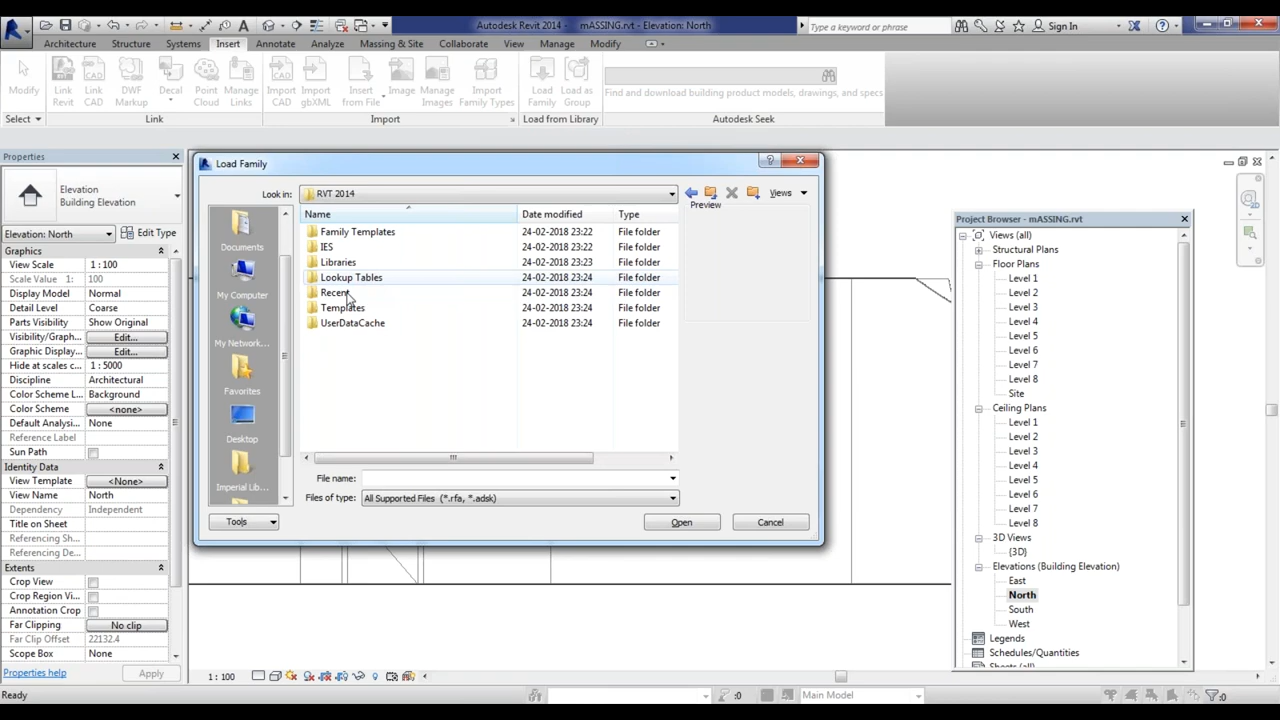 Autodesk Revit 2014 - mASSING.rvt - Elevation: North
Type a keyword or phrase
Sign In
Architecture Structure Systems Insert Annotate Analyze Massing & Site Collaborate View Manage Modify
Modify
Link Revit
Link CAD
DWF Markup
Decal
Point Cloud
Manage Links
Import CAD
Import gbXML
Insert from File
Image
Manage Images
Import Family Types
Load Family
Load as Group
Find and download building product models, drawings, and specs
Select
Link
Import
Load from Library
Autodesk Seek
Properties
Elevation
Building Elevation
Elevation: North
Edit Type
Graphics
View Scale 1 : 100
Scale Value 1: 100
Display Model Normal
Detail Level Coarse
Parts Visibility Show Original
Visibility/Graph... Edit...
Graphic Display... Edit...
Hide at scales c... 1 : 5000
Discipline Architectural
Color Scheme L... Background
Color Scheme <none>
Default Analysi... None
Reference Label
Sun Path
Identity Data
View Template <None>
View Name North
Dependency Independent
Title on Sheet
Referencing Sh...
Referencing De...
Extents
Crop View
Crop Region Vi...
Annotation Crop
Far Clipping No clip
Far Clip Offset 22132.4
Scope Box None
Properties help
Apply
Load Family
Look in: RVT 2014
Views
Preview
Name Date modified Type
Family Templates 24-02-2018 23:22 File folder
IES 24-02-2018 23:22 File folder
Libraries 24-02-2018 23:23 File folder
Lookup Tables 24-02-2018 23:24 File folder
Recent 24-02-2018 23:24 File folder
Templates 24-02-2018 23:24 File folder
UserDataCache 24-02-2018 23:24 File folder
Documents
My Computer
My Network...
Favorites
Desktop
Imperial Lib...
File name:
Files of type: All Supported Files (*.rfa, *.adsk)
Tools
Open
Cancel
Project Browser - mASSING.rvt
Views (all)
Structural Plans
Floor Plans
Level 1
Level 2
Level 3
Level 4
Level 5
Level 6
Level 7
Level 8
Site
Ceiling Plans
Level 1
Level 2
Level 3
Level 4
Level 5
Level 6
Level 7
Level 8
3D Views
{3D}
Elevations (Building Elevation)
East
North
South
West
Legends
Schedules/Quantities
Sheets (all)
1 : 100
Ready
:0
Main Model
:0